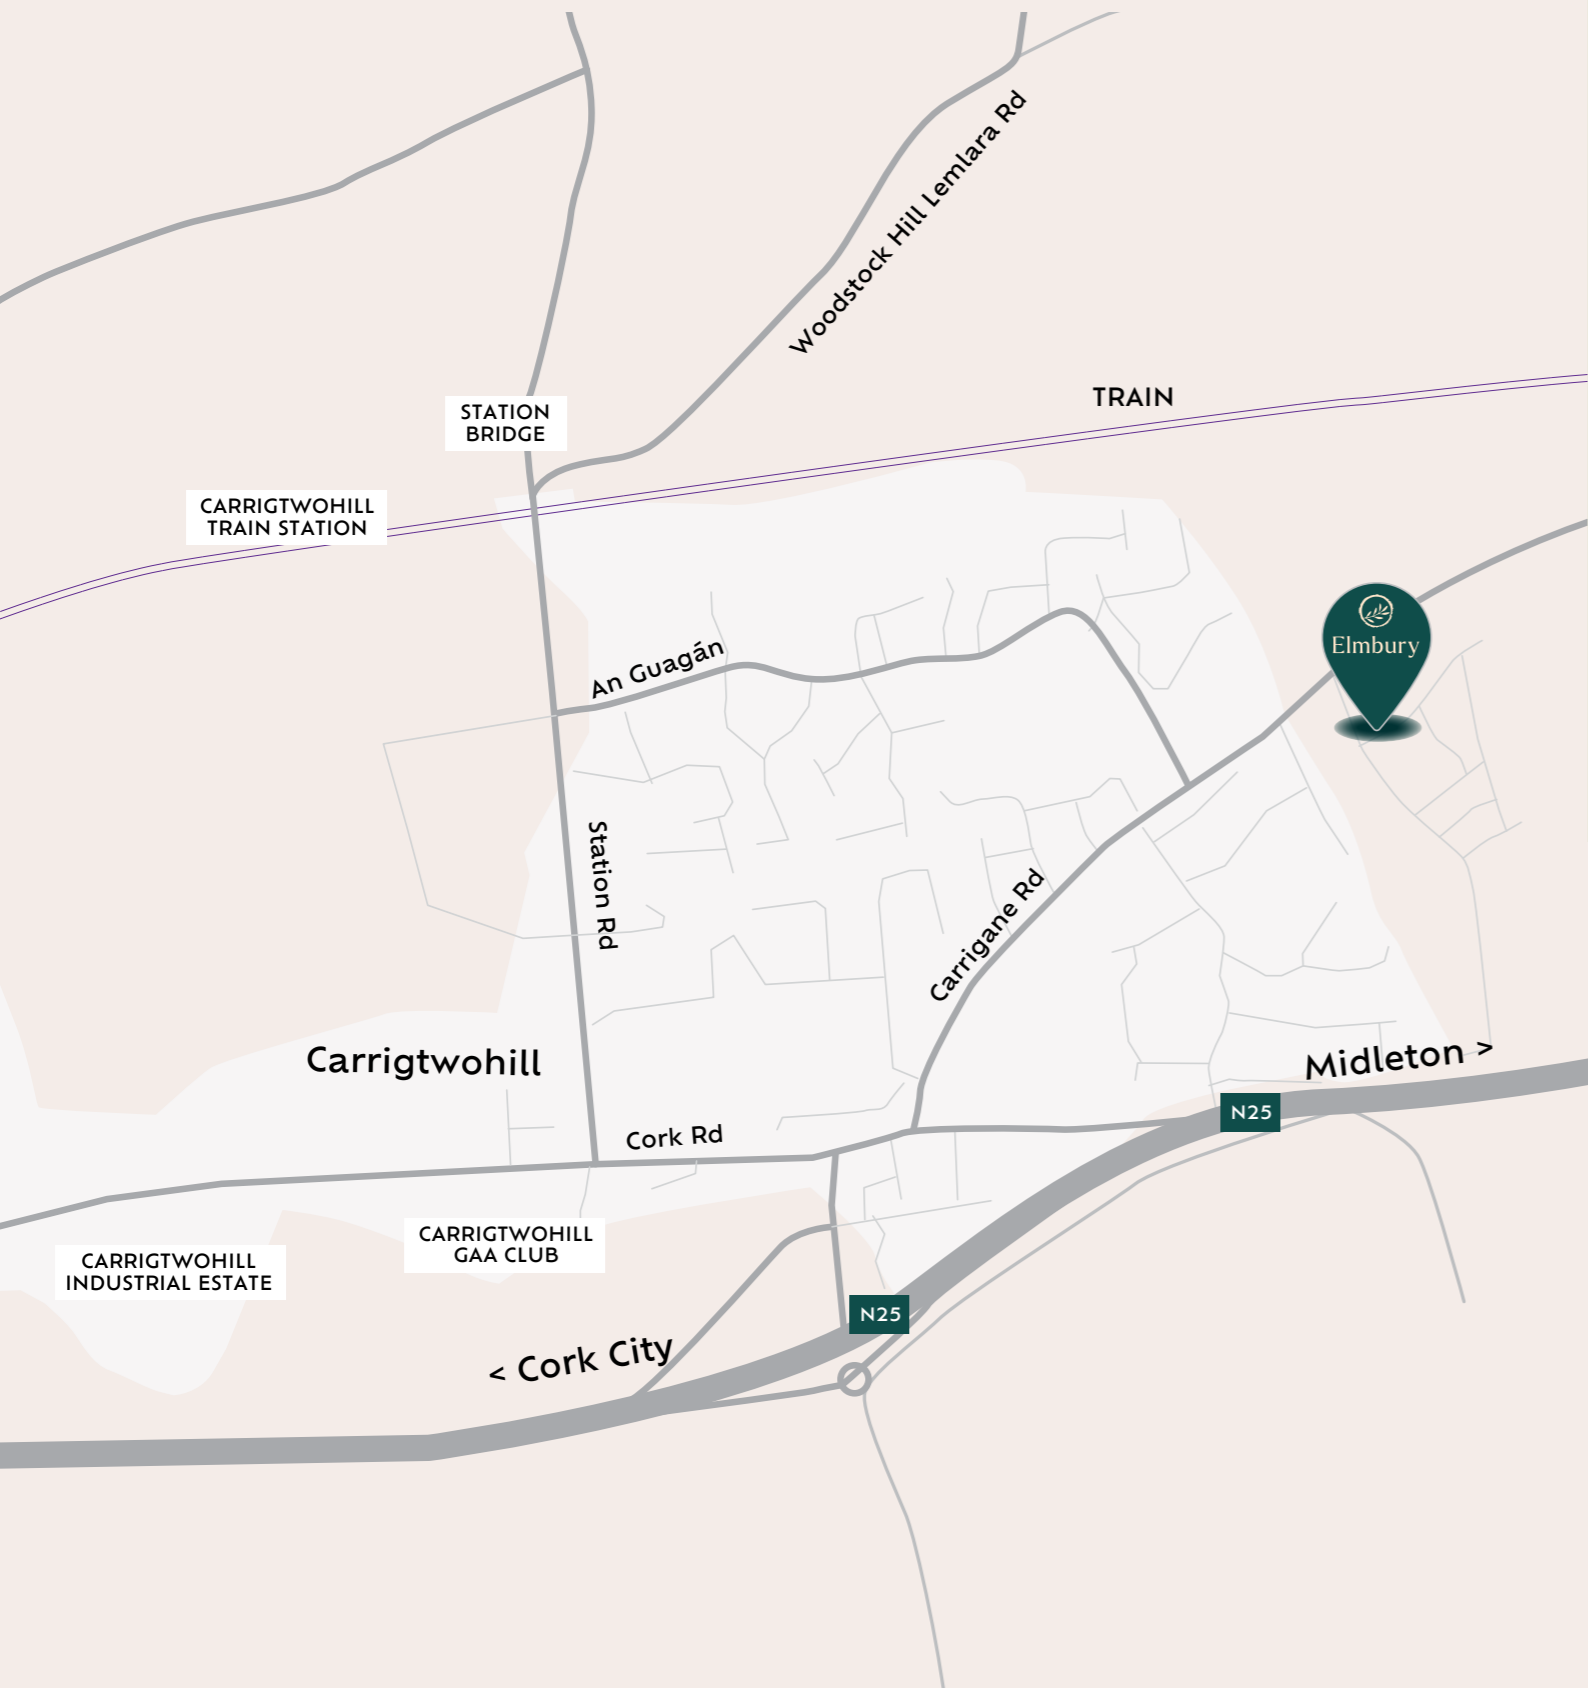 Woodstock Hill Lemlara Rd
TRAIN
STATION
BRIDGE
CARRIGTWOHILL
TRAIN STATION
Elmbury
An Guagán
Station Rd
Carrigane Rd
Carrigtwohill
Midleton >
N25
Cork Rd
CARRIGTWOHILL
GAA CLUB
CARRIGTWOHILL
INDUSTRIAL ESTATE
N25
< Cork City